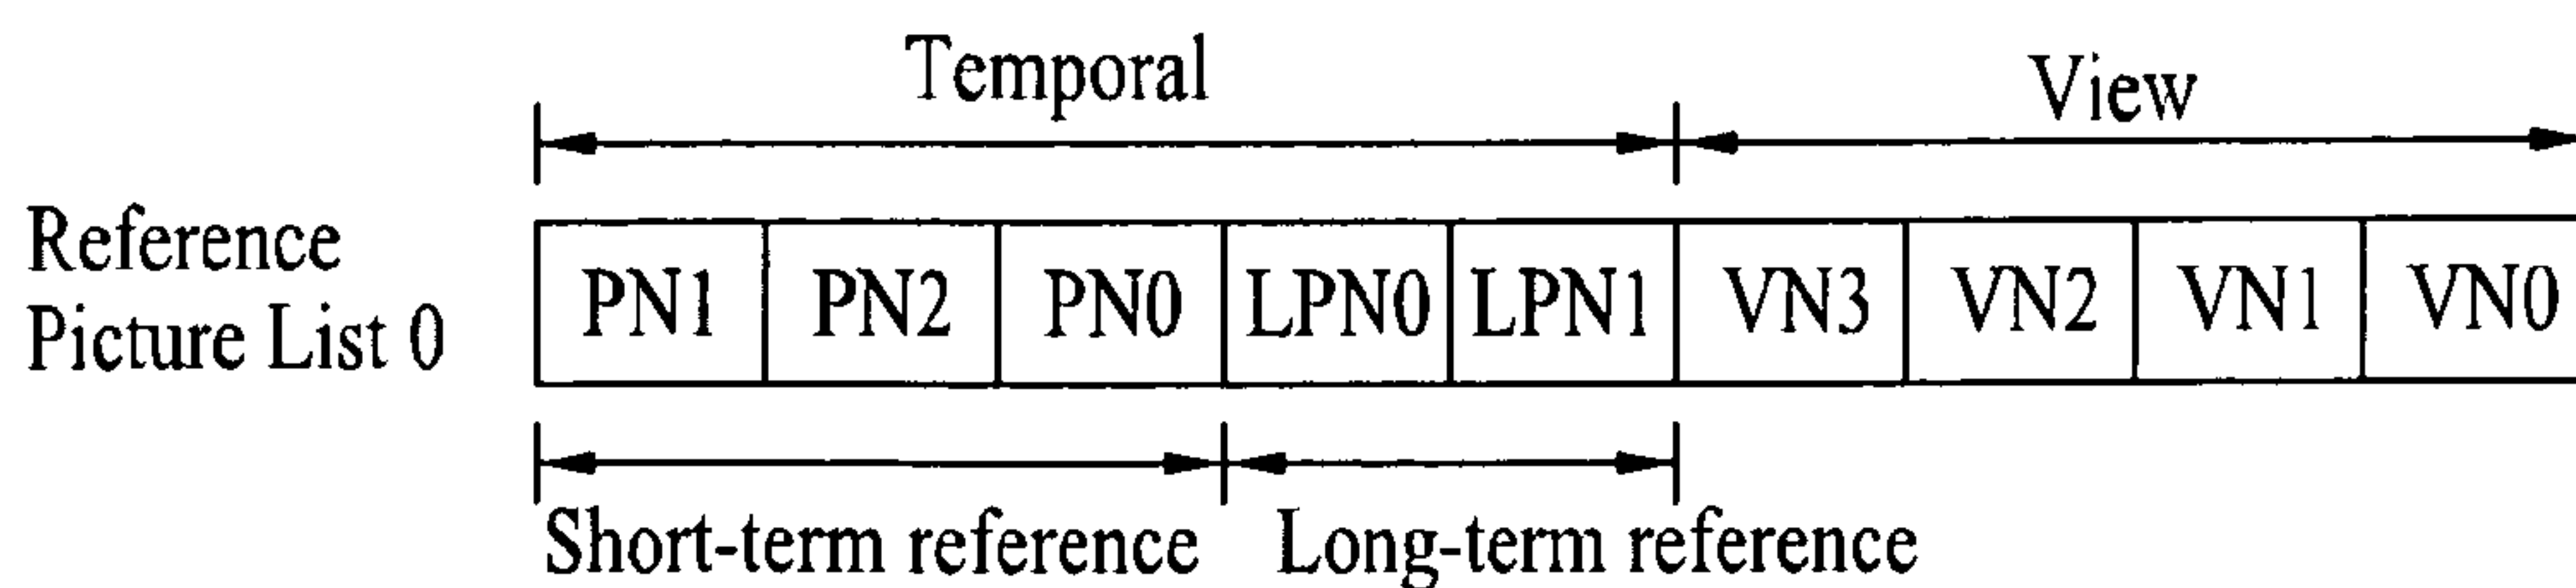 Temporal
View
Reference
Picture List 0
PN1 PN2 PN0 LPN0 LPN1 VN3 VN2 VN1 VN0
Short-term reference Long-term reference